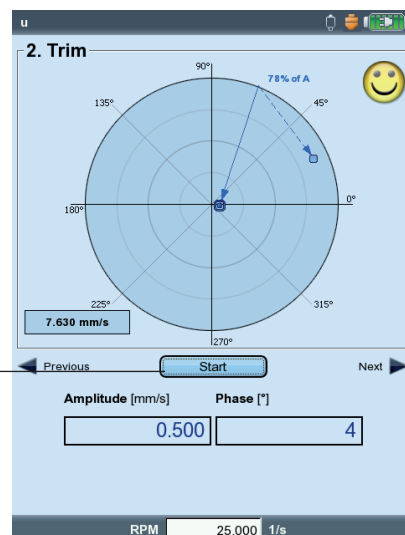 u
2. Trim
90°
78% of A
135°
45°
180°
0°
225°
315°
7.630 mm/s
270°
Previous
Start
Next
Amplitude [mm/s]
Phase [°]
0.500
4
RPM
25.000
1/s